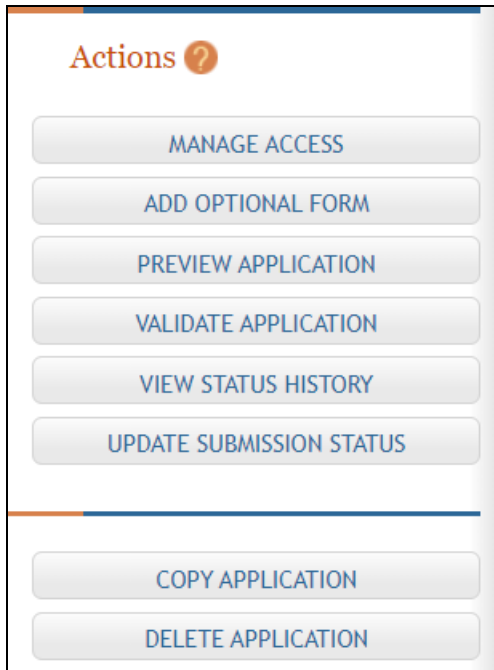 Actions ?
MANAGE ACCESS
ADD OPTIONAL FORM
PREVIEW APPLICATION
VALIDATE APPLICATION
VIEW STATUS HISTORY
UPDATE SUBMISSION STATUS
COPY APPLICATION
DELETE APPLICATION